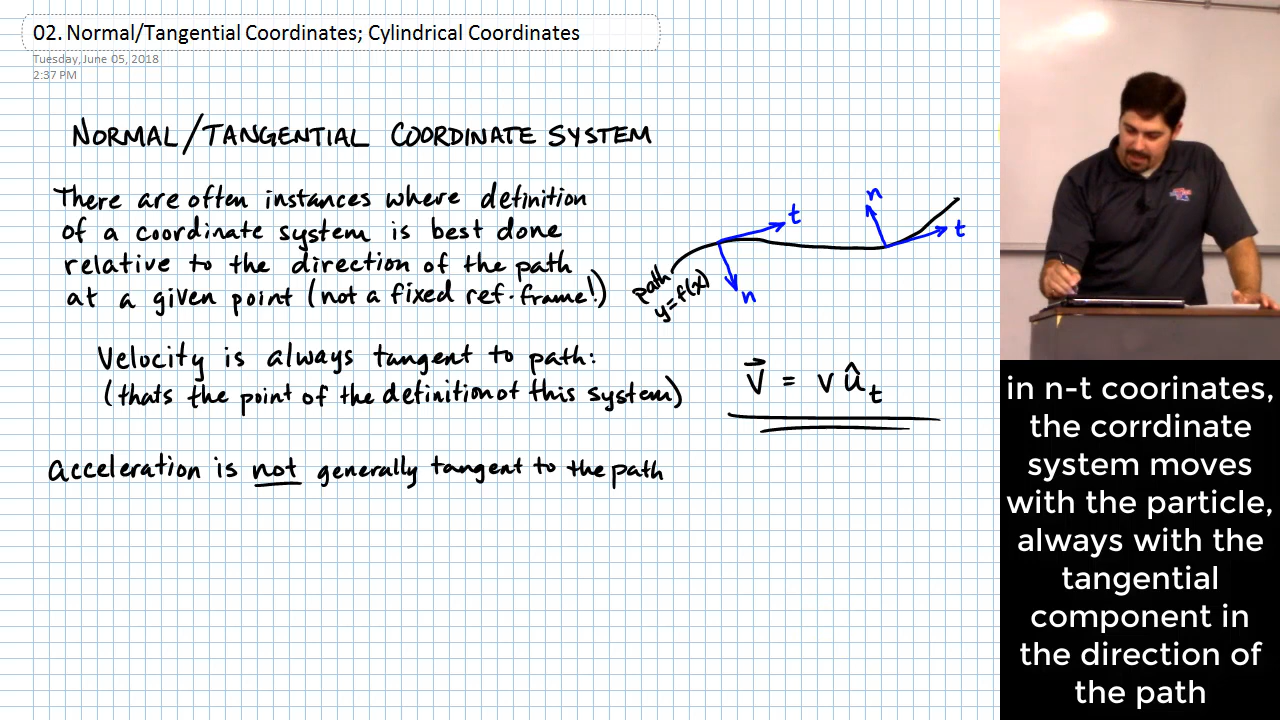 02. Normal/Tangential Coordinates; Cylindrical Coordinates
Tuesday, June 05, 2018
2:37 PM
NORMAL/TANGENTIAL COORDINATE SYSTEM
There are often instances where definition
of a coordinate system is best done
relative to the direction of the path
at a given point (not a fixed ref. frame!)
path
y=f(x)
t
n
n
t
Velocity is always tangent to path:
(thats the point of the definition of this system)
v⃗ = v û_t
acceleration is not generally tangent to the path
in n-t coorinates,
the corrdinate
system moves
with the particle,
always with the
tangential
component in
the direction of
the path